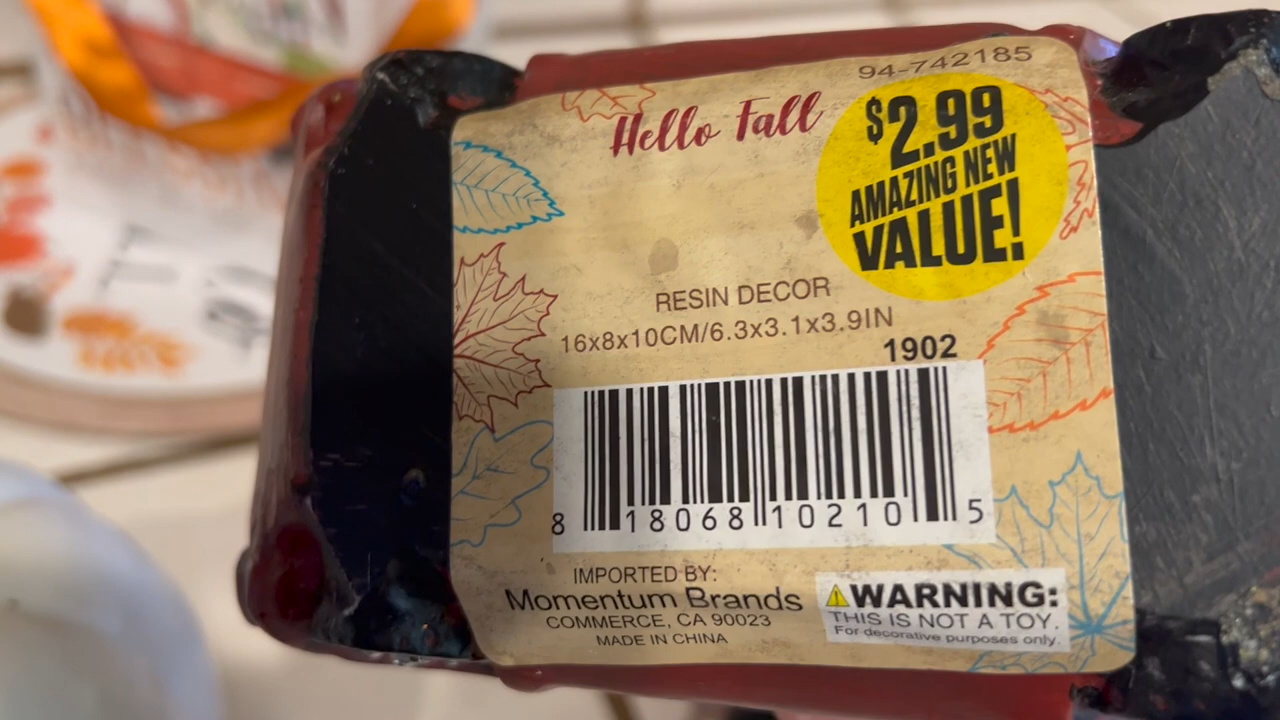 94-742185
Hello Fall
$2.99
AMAZING NEW
VALUE!
RESIN DECOR
16x8x10CM/6.3x3.1x3.9IN
1902
8 18068 10210 5
IMPORTED BY:
Momentum Brands
COMMERCE, CA 90023
MADE IN CHINA
WARNING:
THIS IS NOT A TOY.
For decorative purposes only.